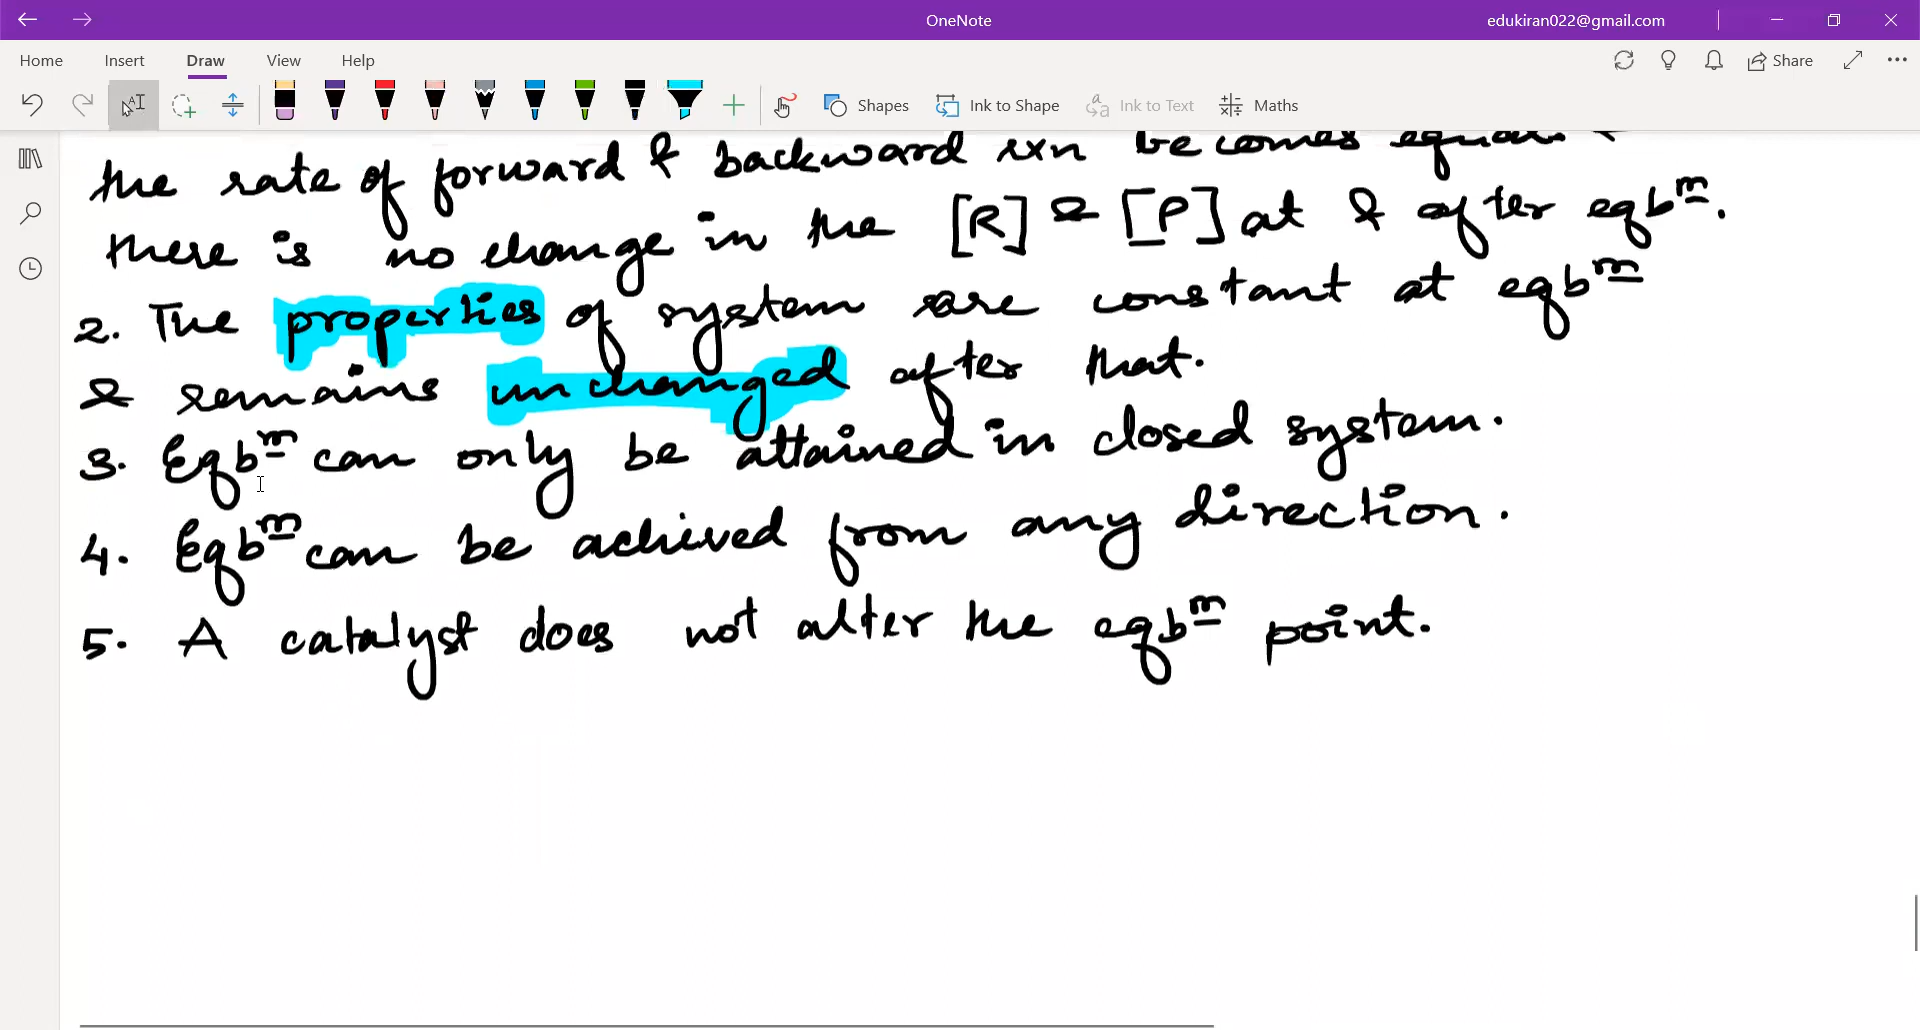 OneNote
edukiran022@gmail.com
Home Insert Draw View Help
Share
Shapes Ink to Shape Ink to Text Maths
the rate of forward & backward rxn becomes equal. &
there is no change in the [R] & [P] at & after eqbm.
2. The properties of system are constant at eqbm
& remains unchanged after that.
3. Eqbm can only be attained in closed system.
4. Eqbm can be achieved from any direction.
5. A catalyst does not alter the eqbm point.